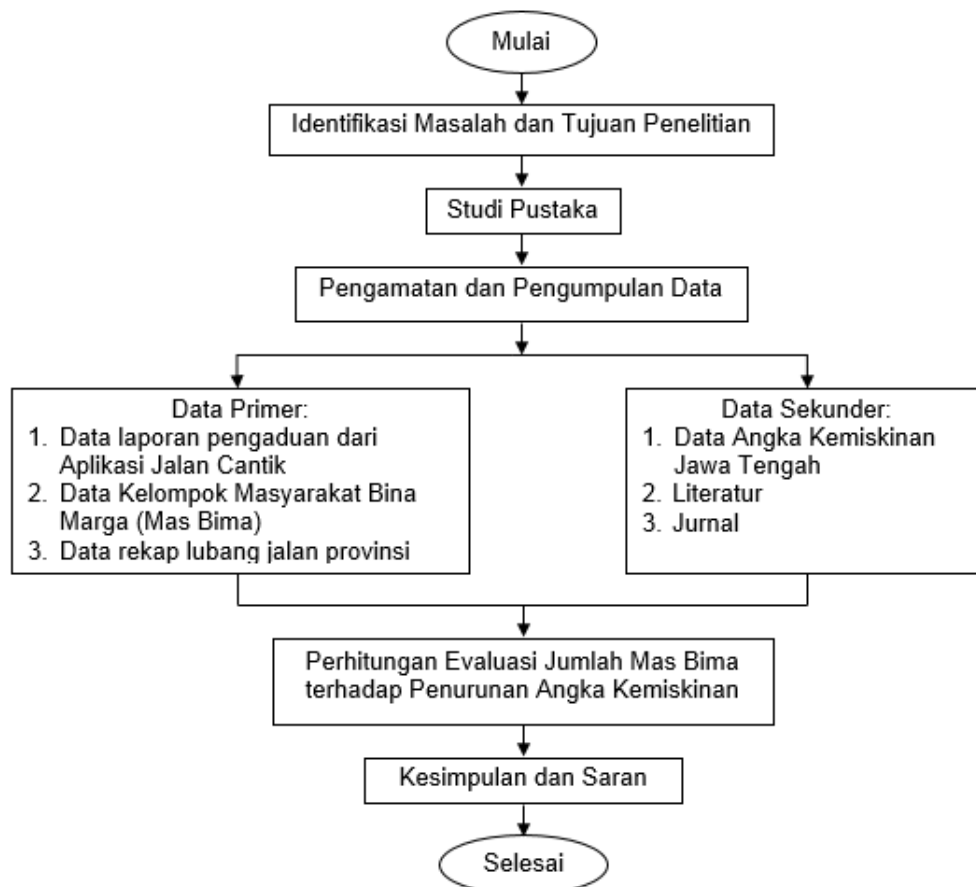 Mulai
Identifikasi Masalah dan Tujuan Penelitian
Studi Pustaka
Pengamatan dan Pengumpulan Data
Data Primer:
1. Data laporan pengaduan dari
Aplikasi Jalan Cantik
2. Data Kelompok Masyarakat Bina
Marga (Mas Bima)
3. Data rekap lubang jalan provinsi
Data Sekunder:
1. Data Angka Kemiskinan
Jawa Tengah
2. Literatur
3. Jurnal
Perhitungan Evaluasi Jumlah Mas Bima
terhadap Penurunan Angka Kemiskinan
Kesimpulan dan Saran
Selesai